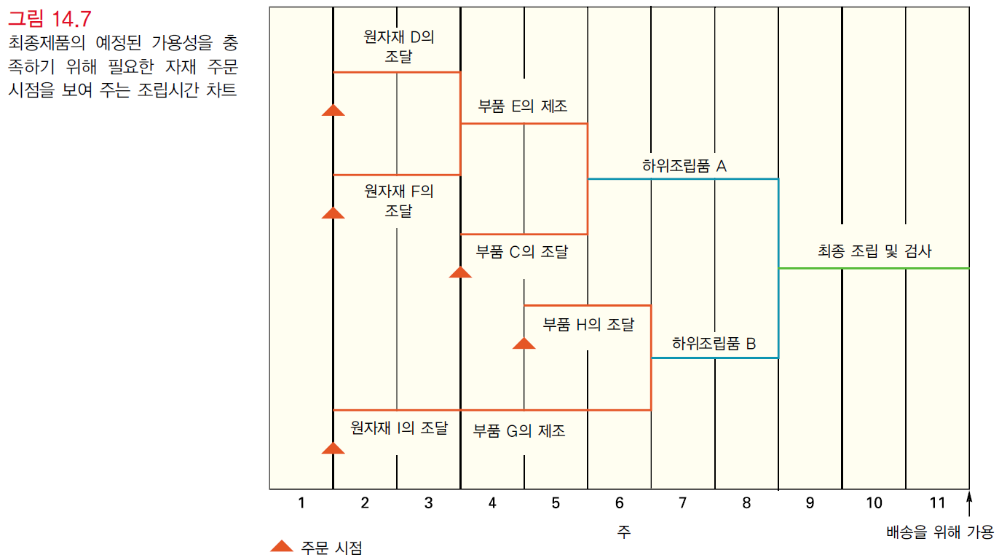 그림 14.7
최종제품의 예정된 가용성을 충
족하기 위해 필요한 자재 주문
시점을 보여 주는 조립시간 차트
원자재 D의
조달
부품 E의 제조
하위조립품 A
원자재 F의
조달
부품 C의 조달
최종 조립 및 검사
부품 H의 조달
하위조립품 B
원자재 I의 조달
부품 G의 제조
1 2 3 4 5 6 7 8 9 10 11
주
배송을 위해 가용
주문 시점